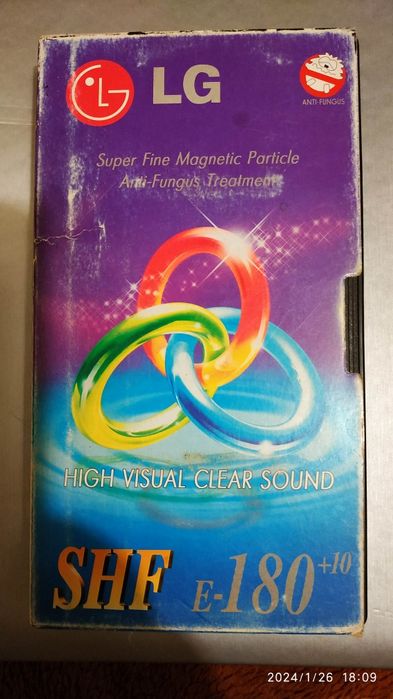 LG
ANTI-FUNGUS
Super Fine Magnetic Particle
Anti-Fungus Treatment
HIGH VISUAL CLEAR SOUND
SHF E-180+10
2024/1/26 18:09